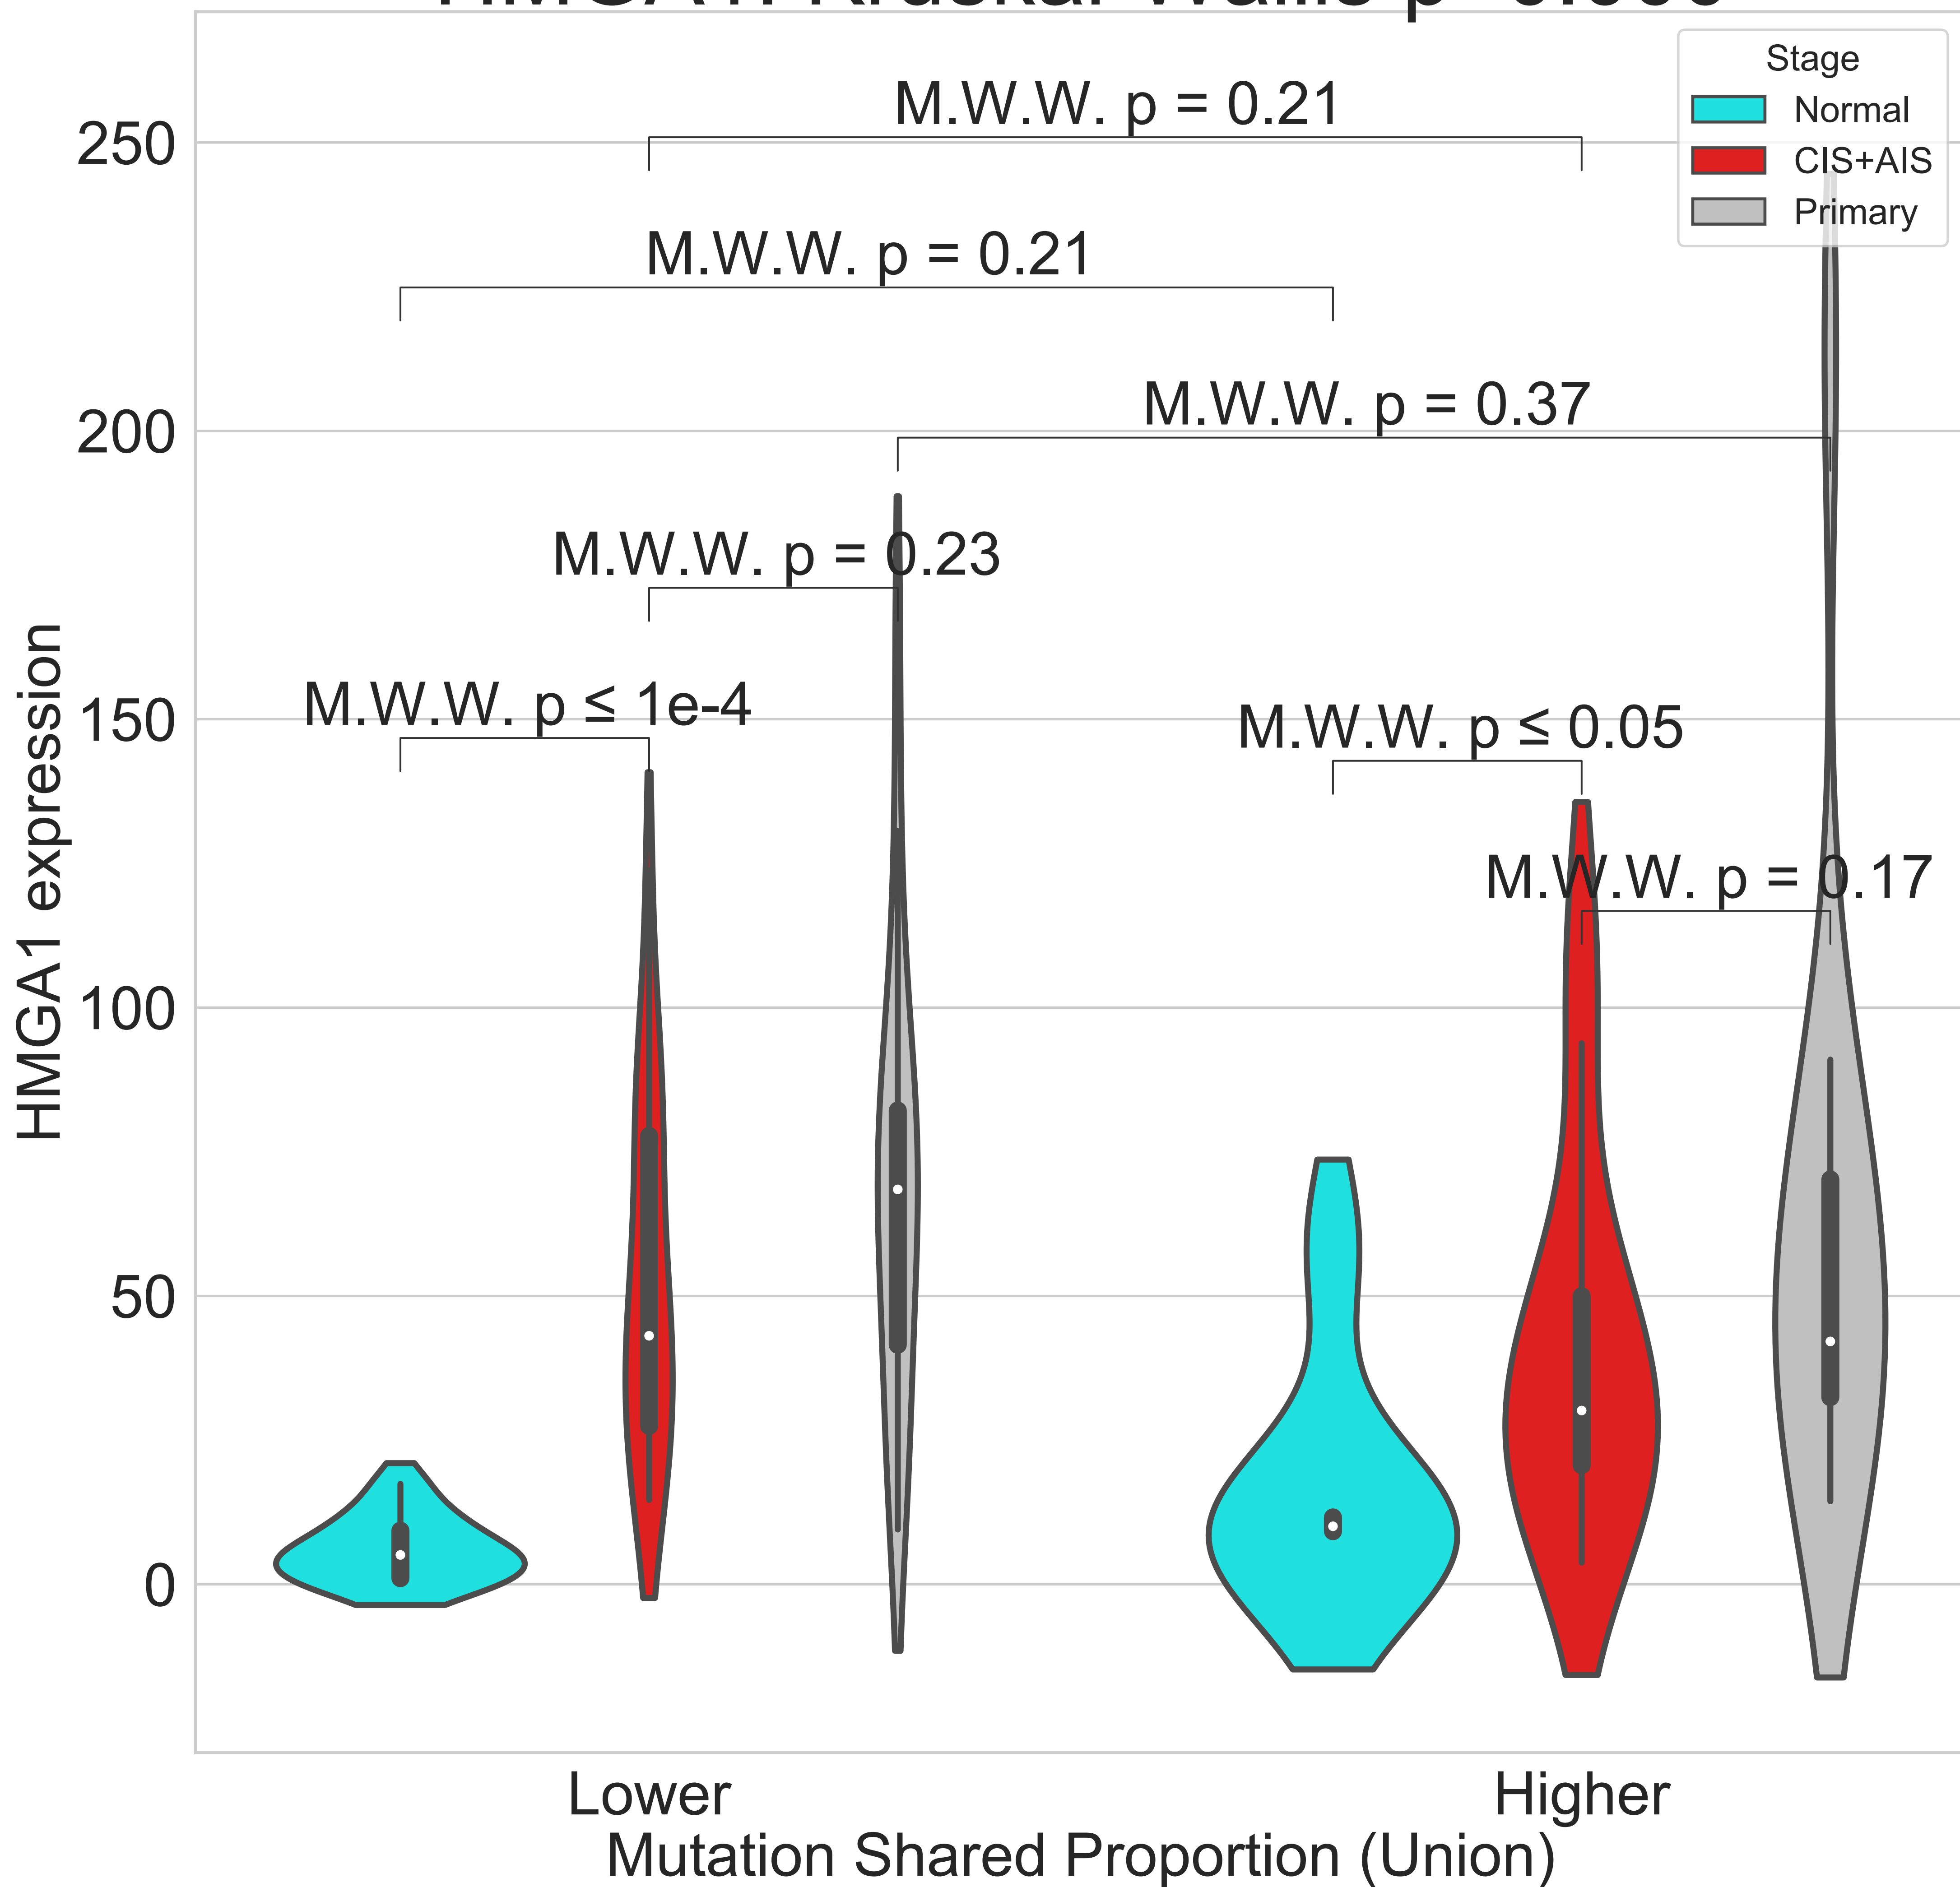 Stage
Normal
CIS+AIS
Primary
M.W.W. p = 0.21
M.W.W. p = 0.21
M.W.W. p = 0.37
M.W.W. p = 0.23
M.W.W. p ≤ 1e-4
M.W.W. p ≤ 0.05
M.W.W. p = 0.17
250
200
150
100
50
0
HMGA1 expression
Lower
Higher
Mutation Shared Proportion (Union)